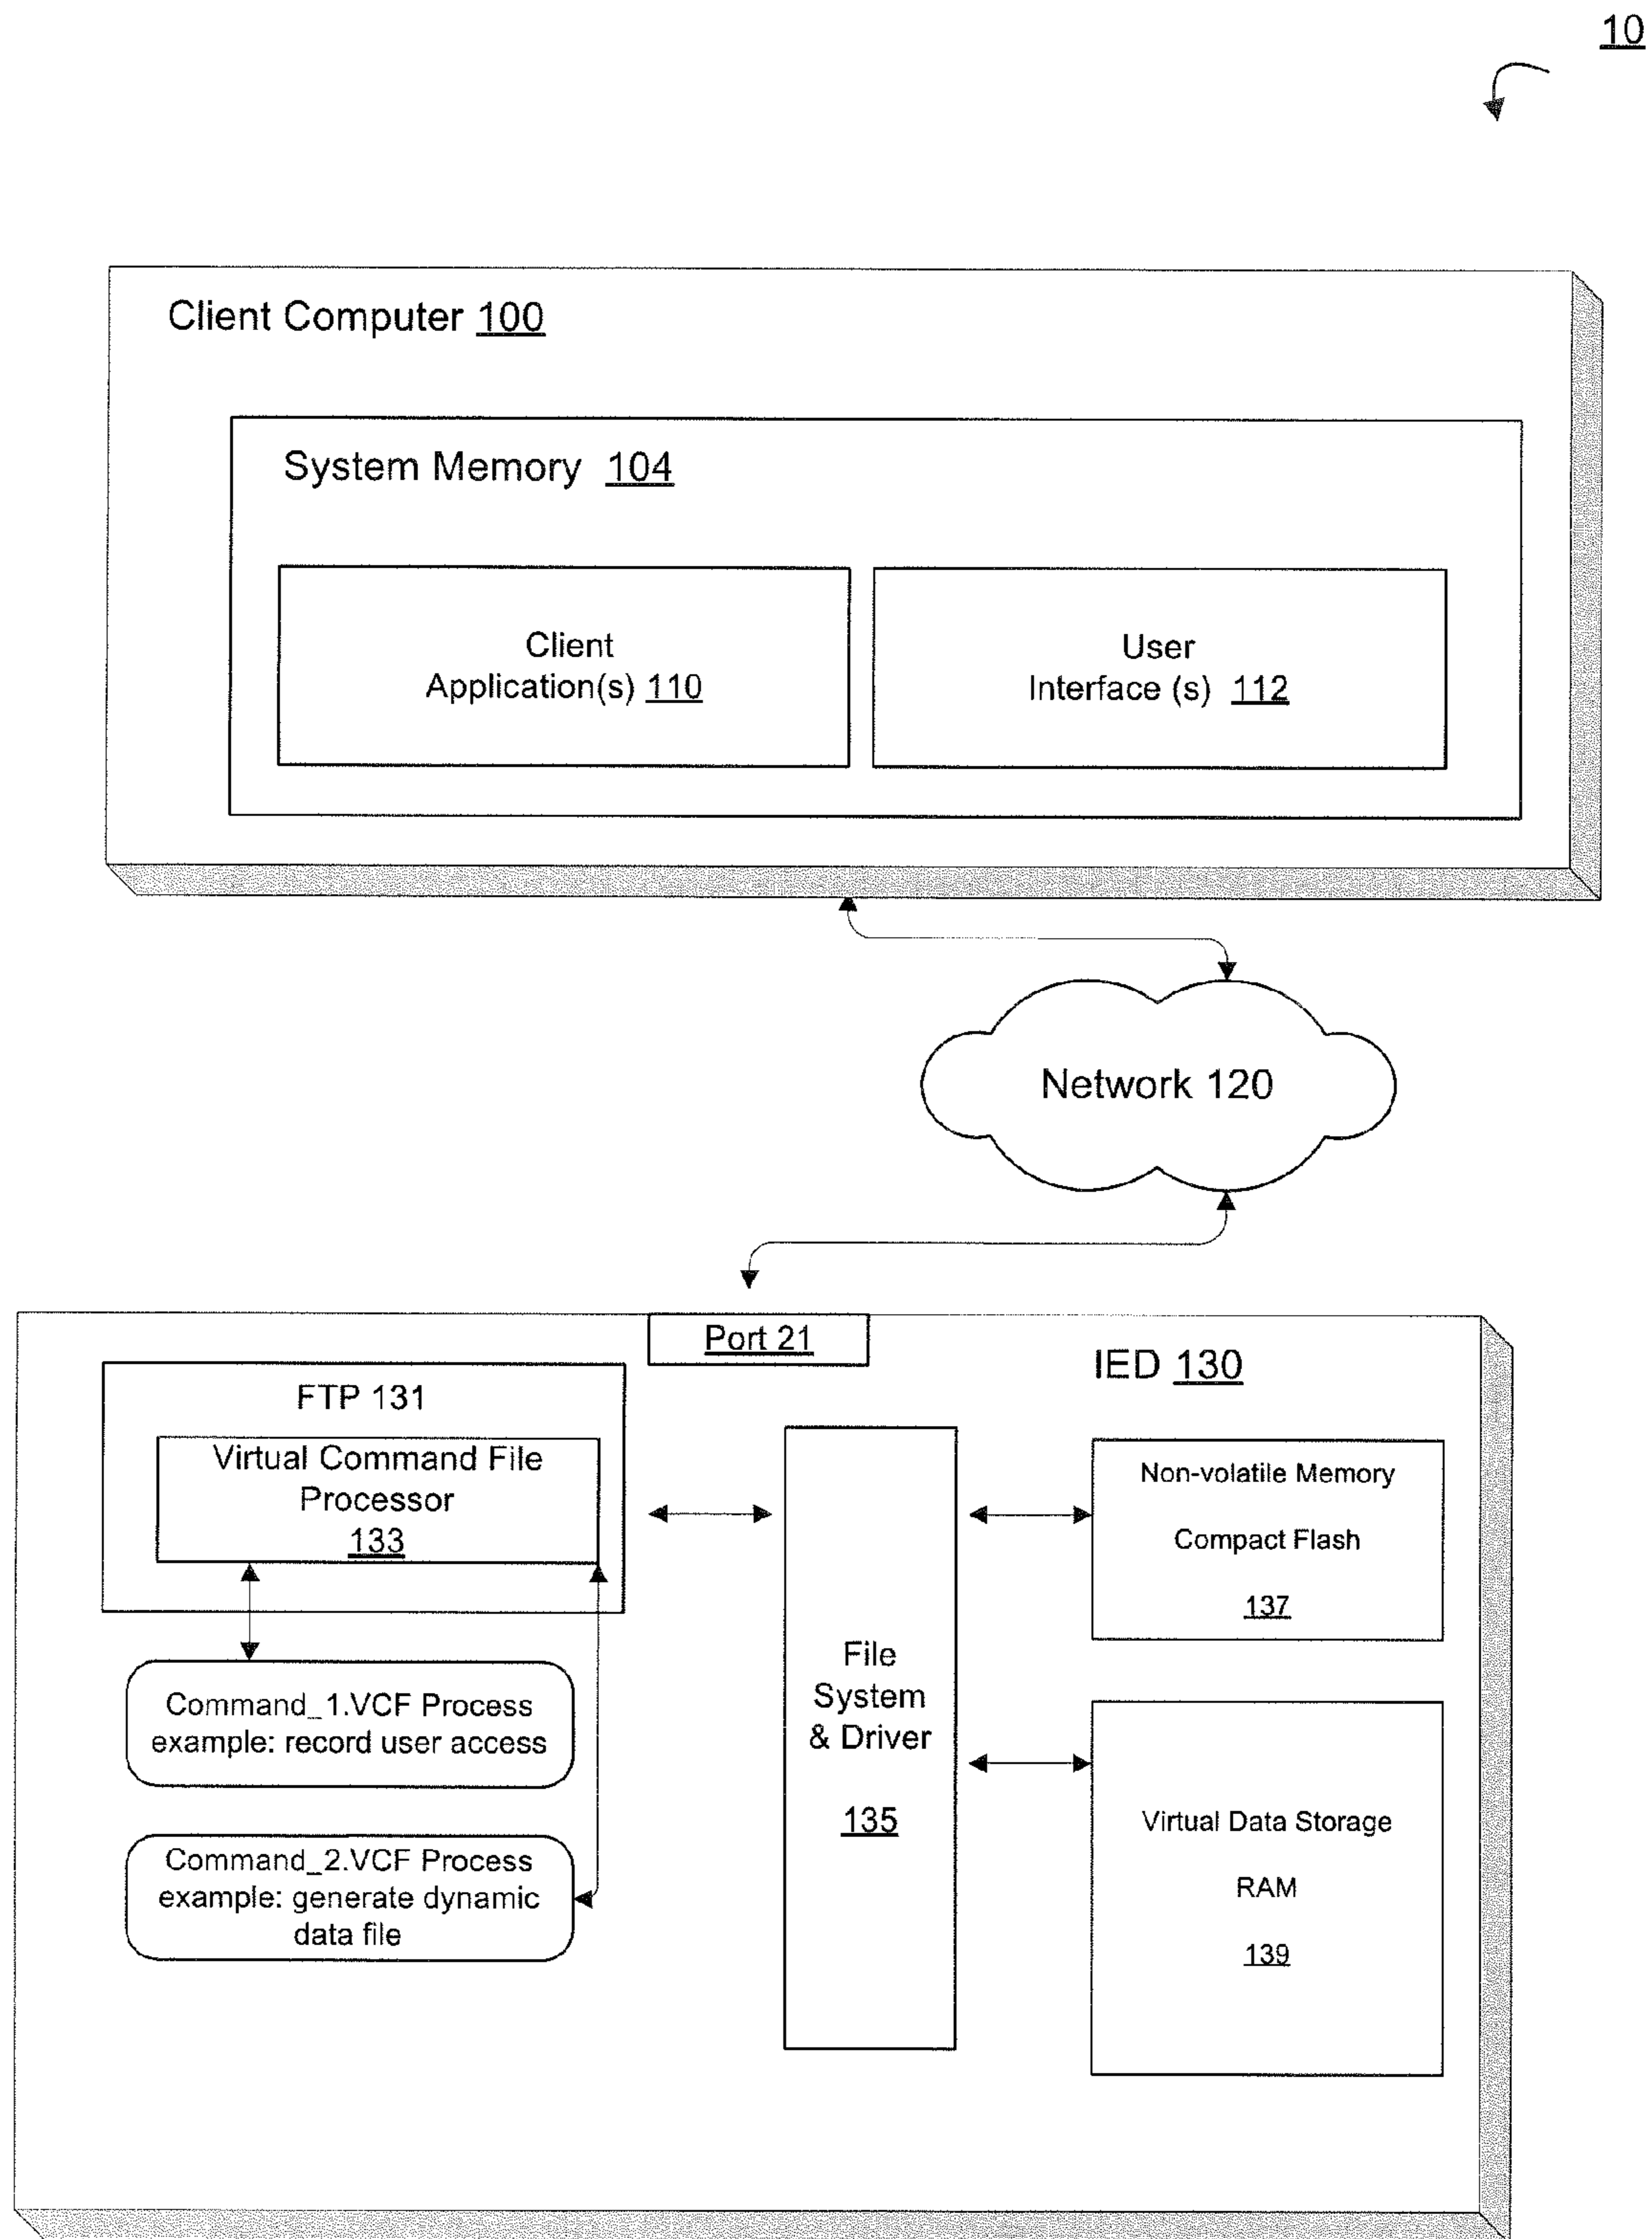 10
Client Computer 100
System Memory 104
Client
Application(s) 110
User
Interface (s) 112
Network 120
Port 21
IED 130
FTP 131
Virtual Command File
Processor
133
Command_1.VCF Process
example: record user access
Command_2.VCF Process
example: generate dynamic
data file
File
System
& Driver
135
Non-volatile Memory
Compact Flash
137
Virtual Data Storage
RAM
139